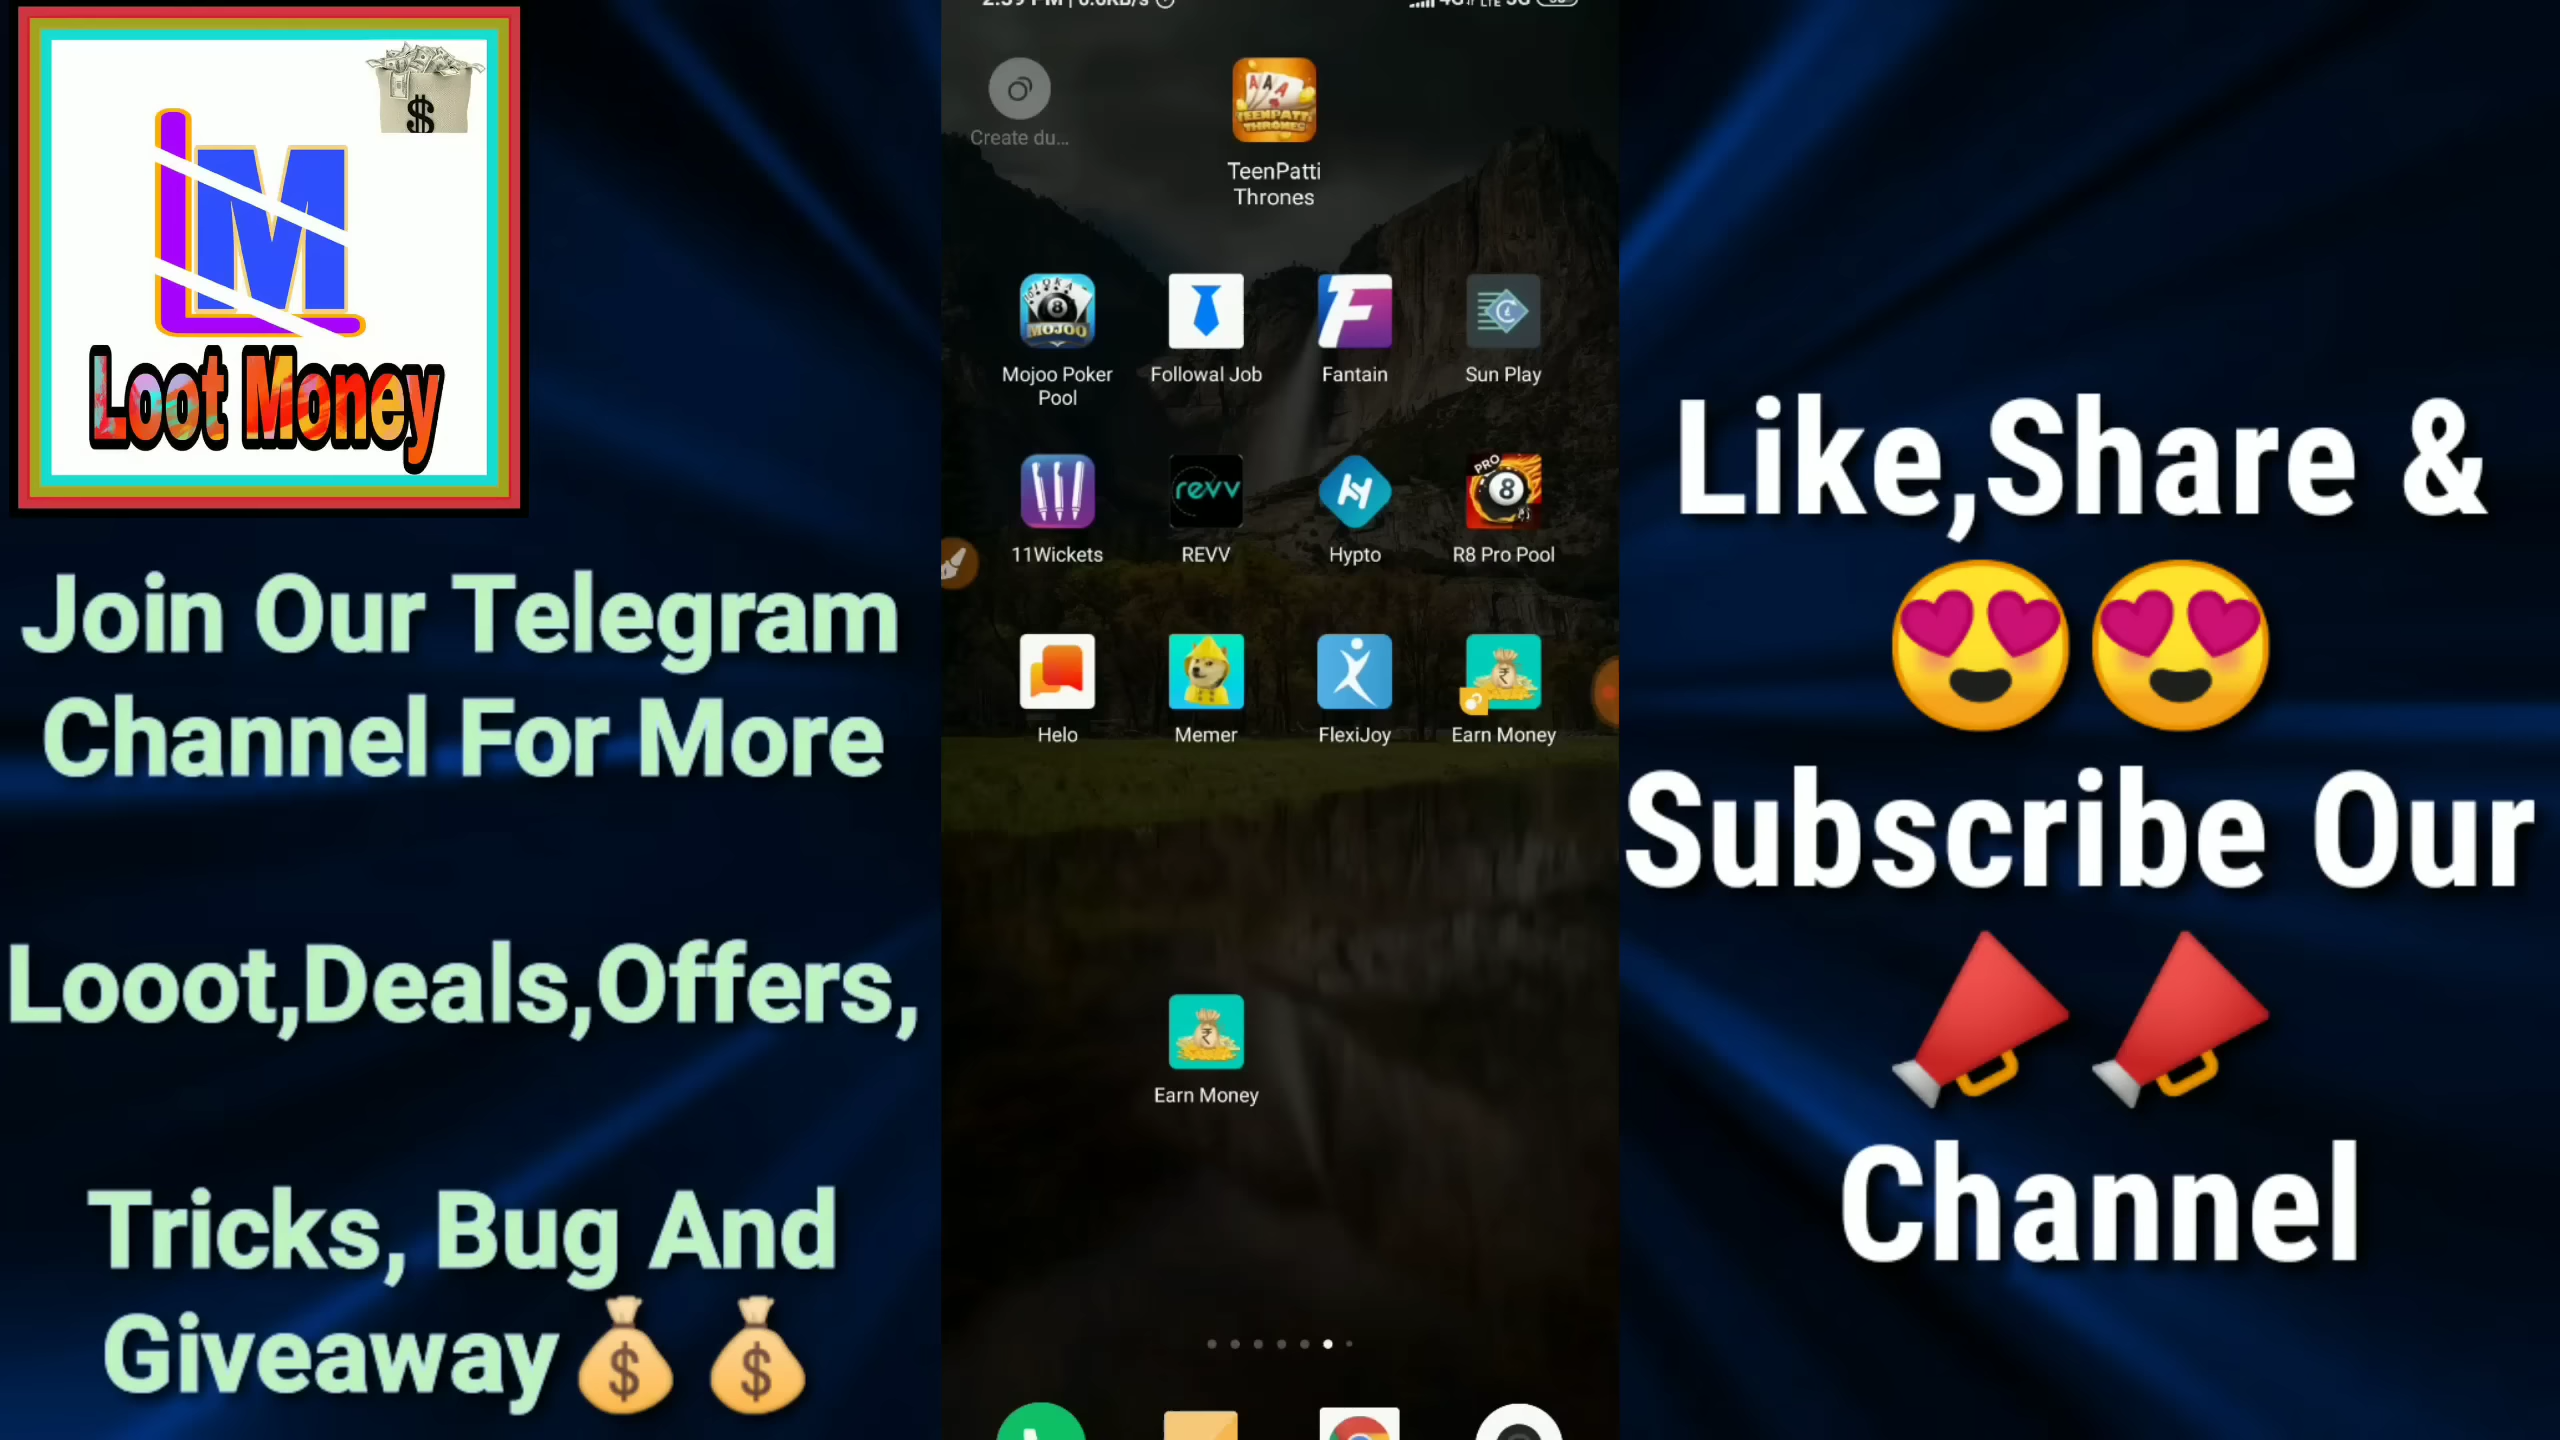 Loot Money
Join Our Telegram
Channel For More
Looot,Deals,Offers,
Tricks, Bug And
Giveaway
Create du...
TeenPatti
Thrones
Mojoo Poker
Pool
Followal Job
Fantain
Sun Play
11Wickets
REVV
Hypto
R8 Pro Pool
Helo
Memer
FlexiJoy
Earn Money
Earn Money
Like,Share &
Subscribe Our
Channel